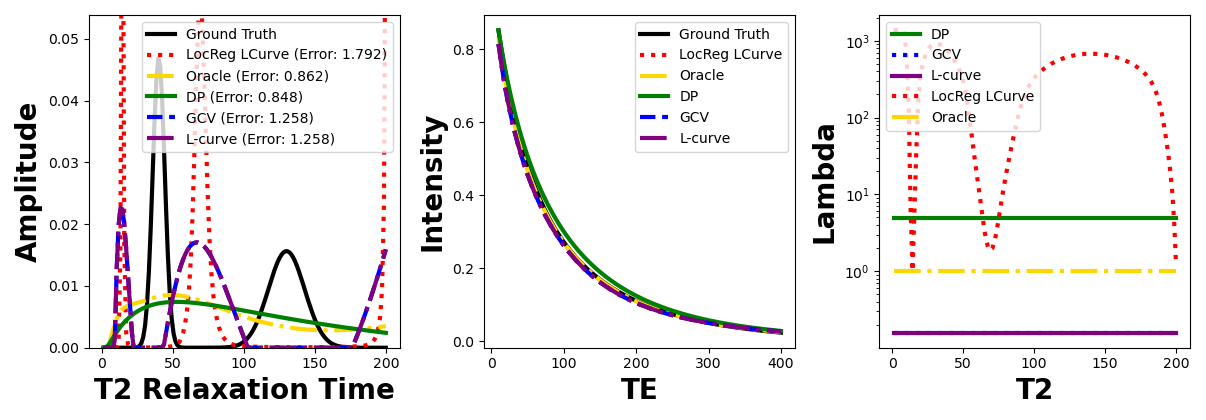 0.05
0.04
0.03
0.02
0.01
0.00
Amplitude
Ground Truth
LocReg LCurve (Error: 1.792)
Oracle (Error: 0.862)
DP (Error: 0.848)
GCV (Error: 1.258)
L-curve (Error: 1.258)
0 50 100 150 200
T2 Relaxation Time
0.8
0.6
0.4
0.2
0.0
Intensity
Ground Truth
LocReg LCurve
Oracle
DP
GCV
L-curve
0 100 200 300 400
TE
10³
10²
10¹
10⁰
Lambda
DP
GCV
L-curve
LocReg LCurve
Oracle
0 50 100 150 200
T2